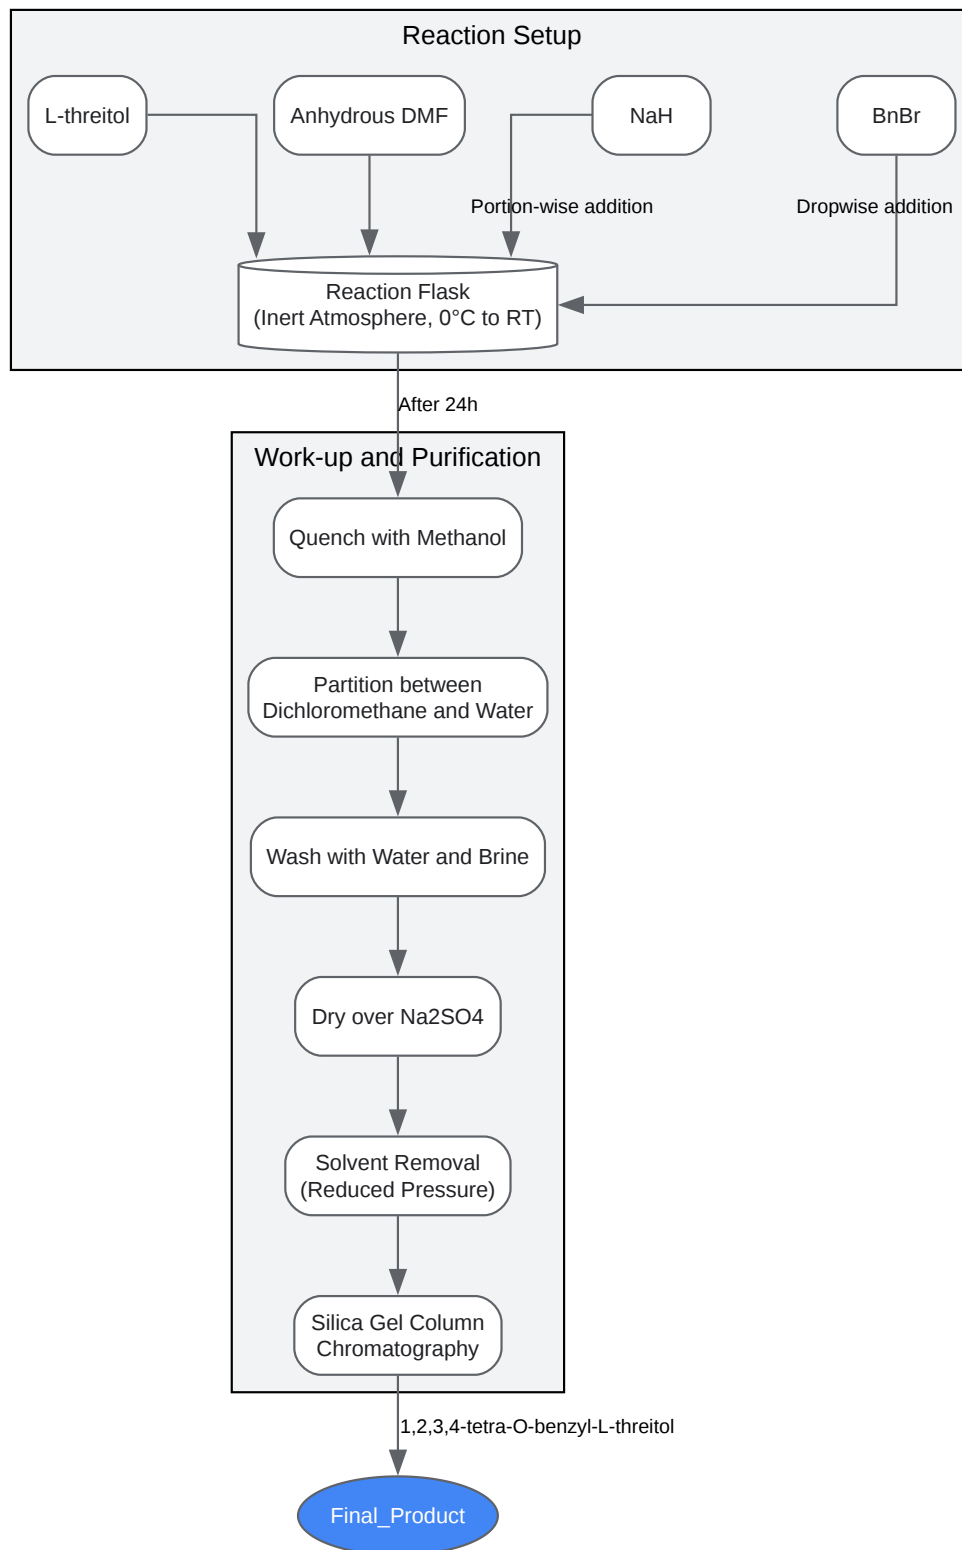 Reaction Setup
L-threitol
Anhydrous DMF
NaH
BnBr
Portion-wise addition
Dropwise addition
Reaction Flask
(Inert Atmosphere, 0°C to RT)
After 24h
Work-up and Purification
Quench with Methanol
Partition between
Dichloromethane and Water
Wash with Water and Brine
Dry over Na2SO4
Solvent Removal
(Reduced Pressure)
Silica Gel Column
Chromatography
1,2,3,4-tetra-O-benzyl-L-threitol
Final_Product